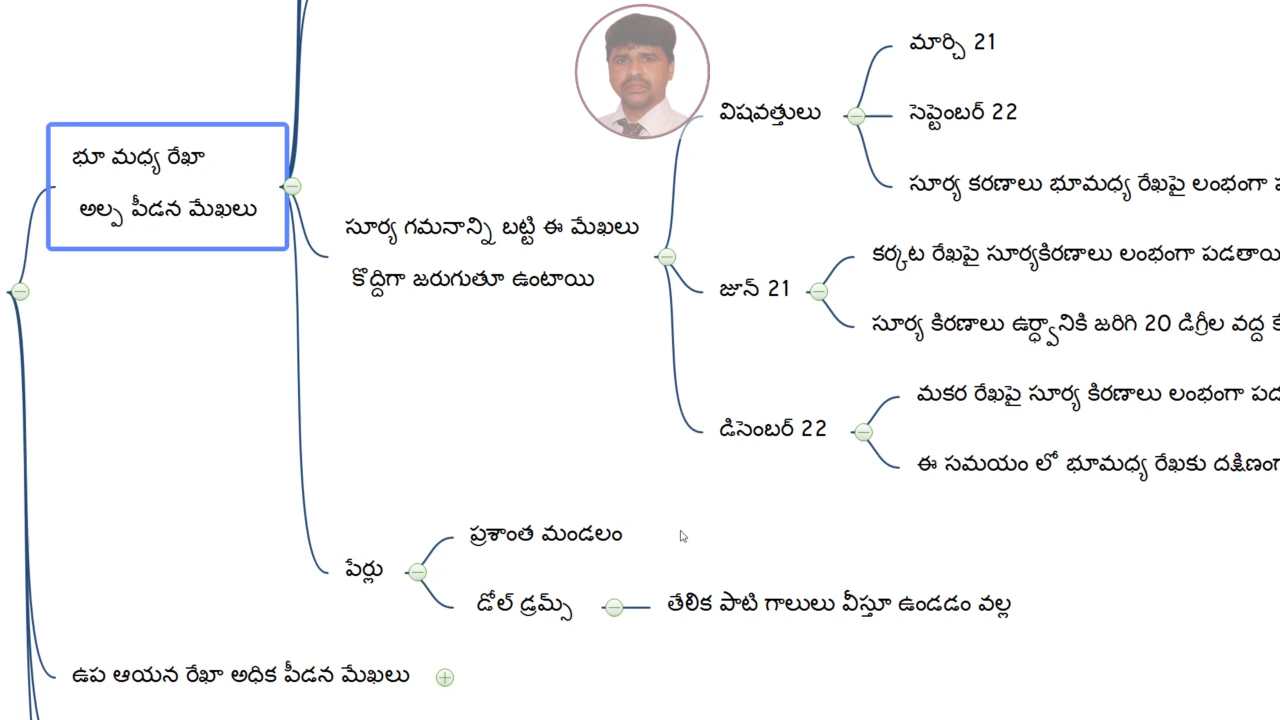 భూ మధ్య రేఖా
అల్ప పీడన మేఖలు
సూర్య గమనాన్ని బట్టి ఈ మేఖలు
కొద్దిగా జరుగుతూ ఉంటాయి
విషవత్తులు
మార్చి 21
సెప్టెంబర్ 22
సూర్య కరణాలు భూమధ్య రేఖపై లంభంగా
జూన్ 21
కర్కట రేఖపై సూర్యకిరణాలు లంభంగా పడతాయి
సూర్య కిరణాలు ఉర్ధ్వానికి జరిగి 20 డిగ్రీల వద్ద
డిసెంబర్ 22
మకర రేఖపై సూర్య కిరణాలు లంభంగా
ఈ సమయం లో భూమధ్య రేఖకు దక్షిణంగా
పేర్లు
ప్రశాంత మండలం
డోల్ డ్రమ్స్
తేలిక పాటి గాలులు వీస్తూ ఉండడం వల్ల
ఉప ఆయన రేఖా అధిక పీడన మేఖలు